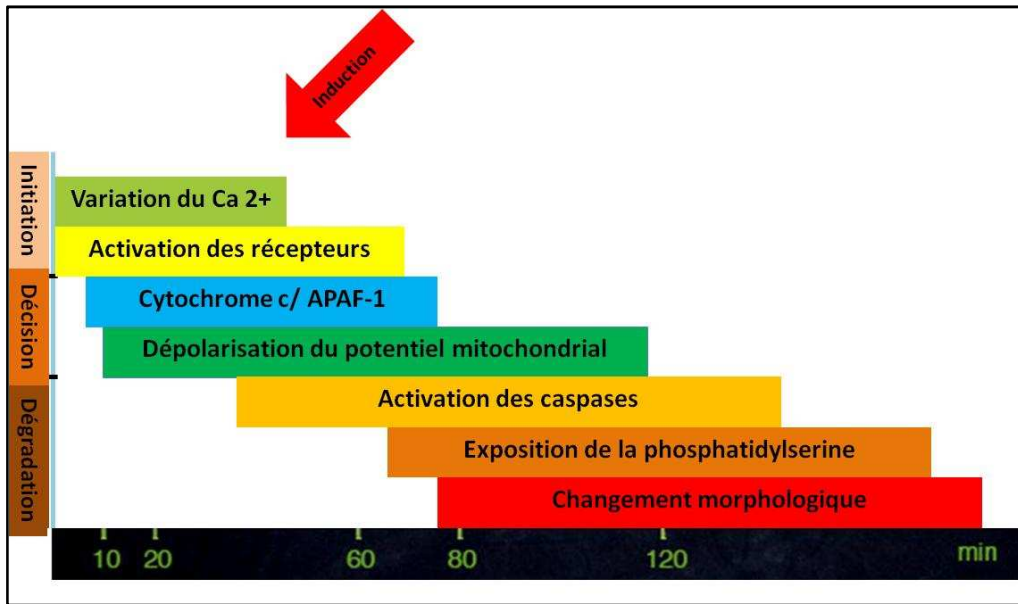 Induction
Initiation
Variation du Ca 2+
Activation des récepteurs
Décision
Cytochrome c/ APAF-1
Dépolarisation du potentiel mitochondrial
Dégradation
Activation des caspases
Exposition de la phosphatidylserine
Changement morphologique
10 20 60 80 120 min